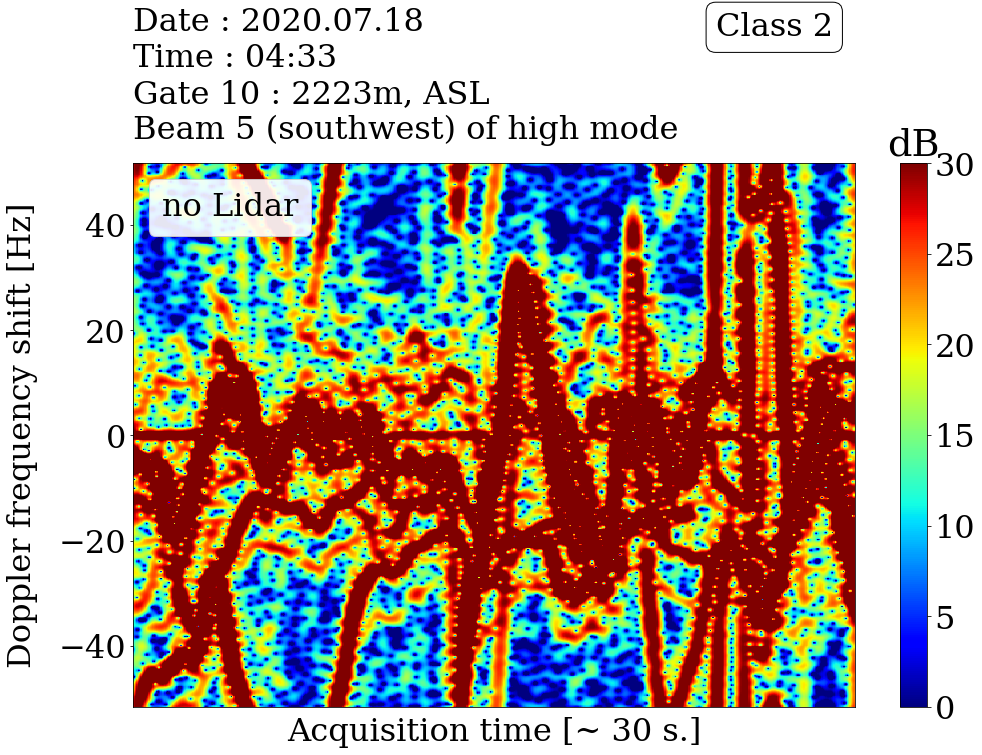 Date : 2020.07.18
Time : 04:33
Gate 10 : 2223m, ASL
Beam 5 (southwest) of high mode
Class 2
dB
no Lidar
Doppler frequency shift [Hz]
40
20
0
−20
−40
30
25
20
15
10
5
0
Acquisition time [~ 30 s.]